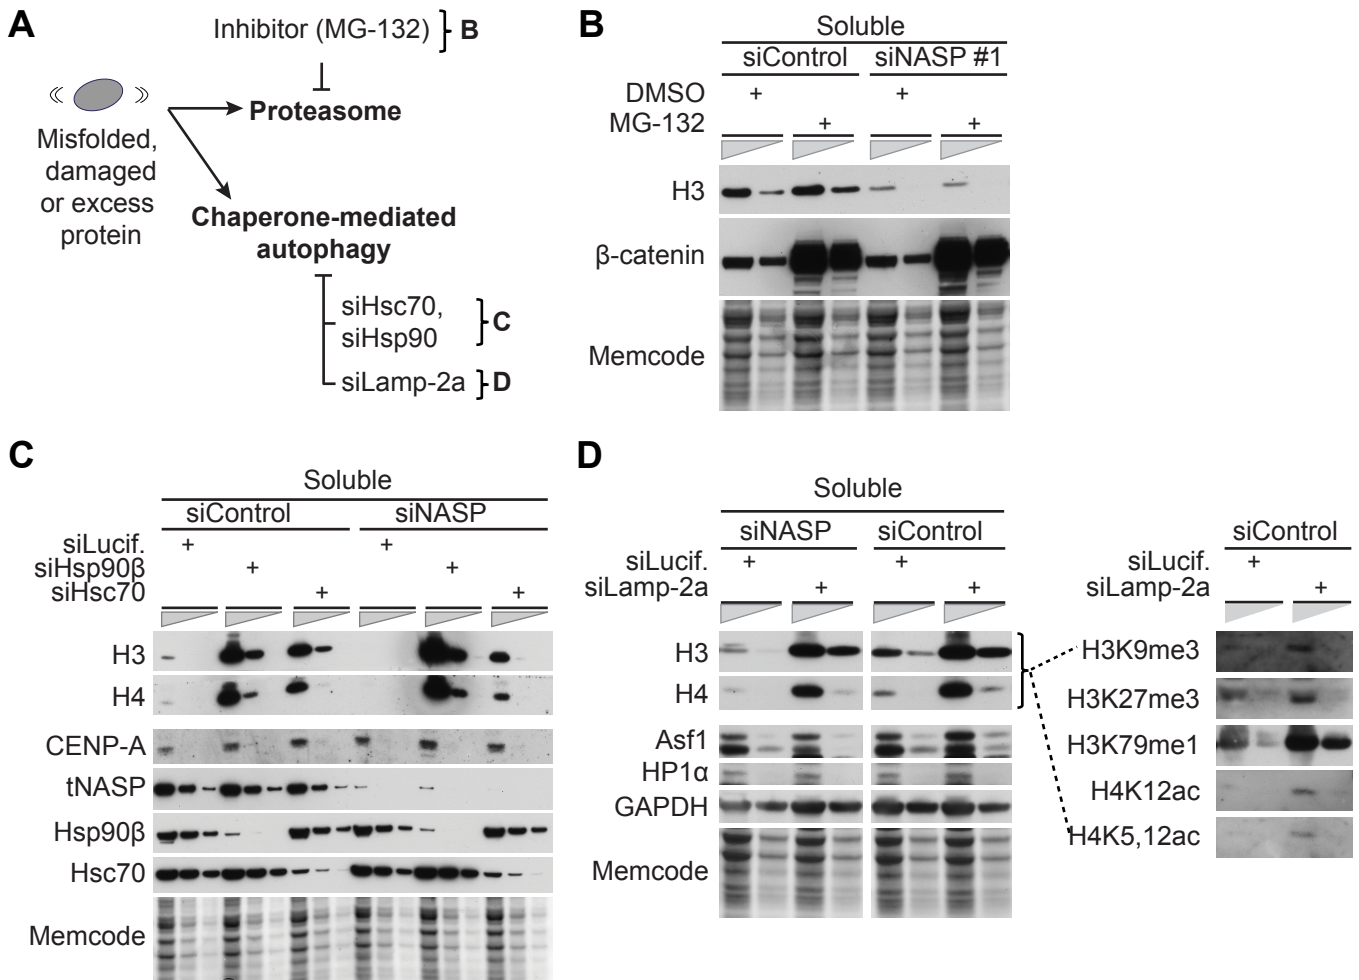 A
Inhibitor (MG-132)
B
Proteasome
Misfolded,
damaged
or excess
protein
Chaperone-mediated
autophagy
siHsc70,
siHsp90
C
siLamp-2a
D
B
Soluble
siControl siNASP #1
DMSO + +
MG-132 + +
H3
β-catenin
Memcode
C
Soluble
siControl siNASP
siLucif. + +
siHsp90β + +
siHsc70 + +
H3
H4
CENP-A
tNASP
Hsp90β
Hsc70
Memcode
D
Soluble
siNASP siControl
siLucif. + +
siLamp-2a + +
H3
H4
Asf1
HP1α
GAPDH
Memcode
siControl
siLucif. +
siLamp-2a +
H3K9me3
H3K27me3
H3K79me1
H4K12ac
H4K5,12ac